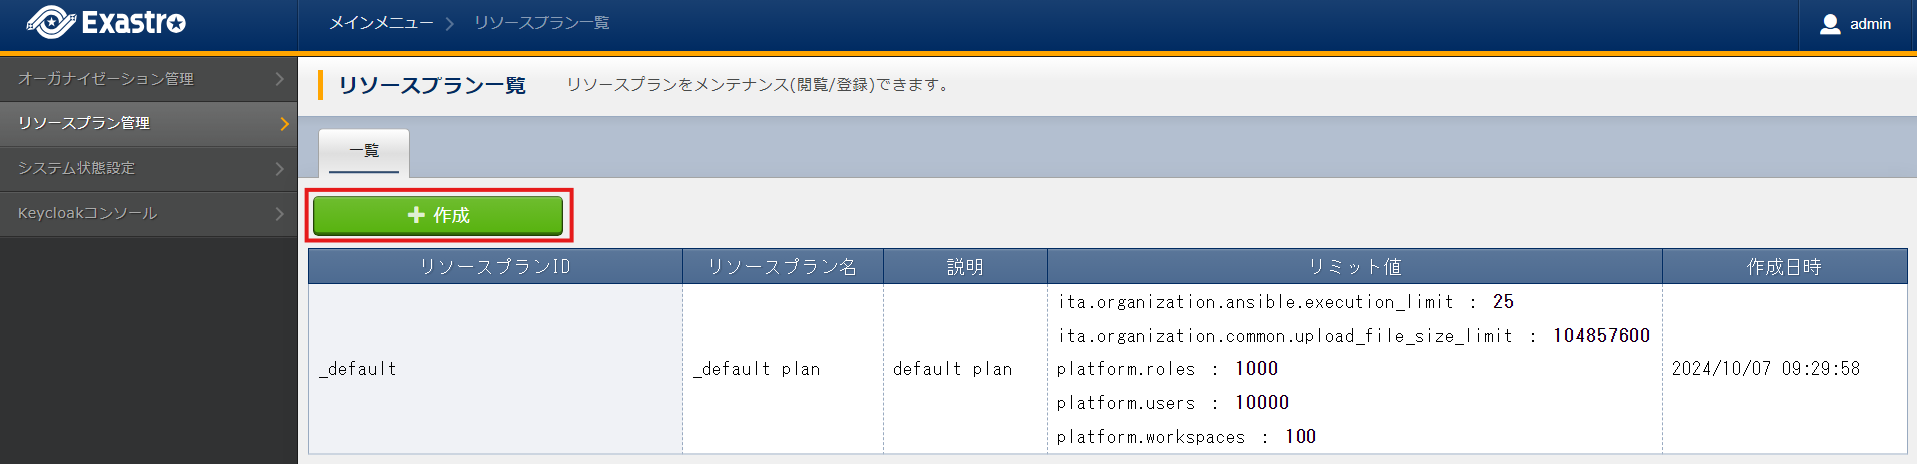 Exastro
メインメニュー リソースプラン一覧
admin
オーガナイゼーション管理
リソースプラン管理
システム状態設定
Keycloakコンソール
リソースプラン一覧 リソースプランをメンテナンス(閲覧/登録)できます。
一覧
+ 作成
リソースプランID リソースプラン名 説明 リミット値 作成日時
_default _default plan default plan
ita.organization.ansible.execution_limit : 25
ita.organization.common.upload_file_size_limit : 104857600
platform.roles : 1000
platform.users : 10000
platform.workspaces : 100
2024/10/07 09:29:58